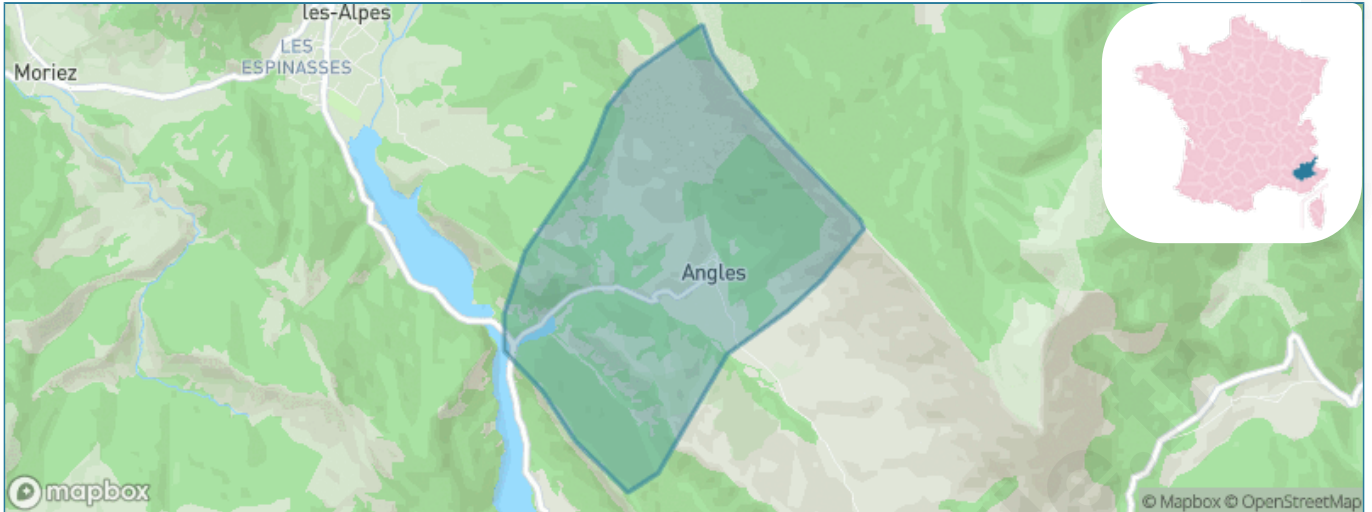 les-Alpes
LES
ESPINASSES
Moriez
Angles
mapbox
© Mapbox © OpenStreetMap